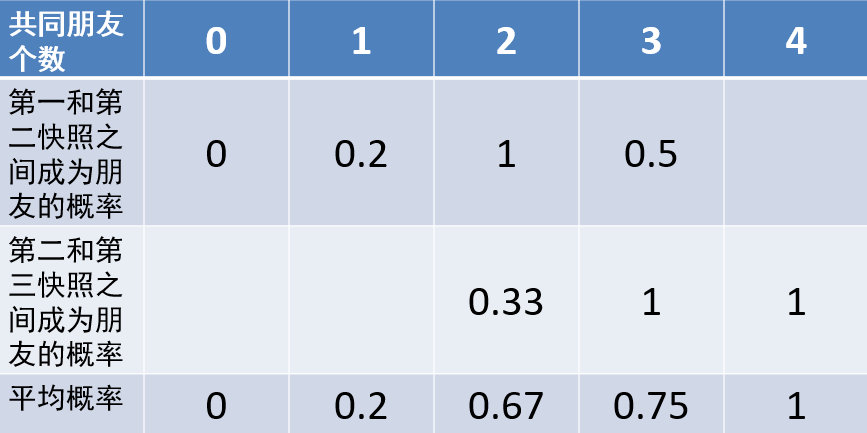 共同朋友
个数
0 1 2 3 4
第一和第
二快照之
间成为朋
友的概率
0 0.2 1 0.5
第二和第
三快照之
间成为朋
友的概率
0.33 1 1
平均概率
0 0.2 0.67 0.75 1